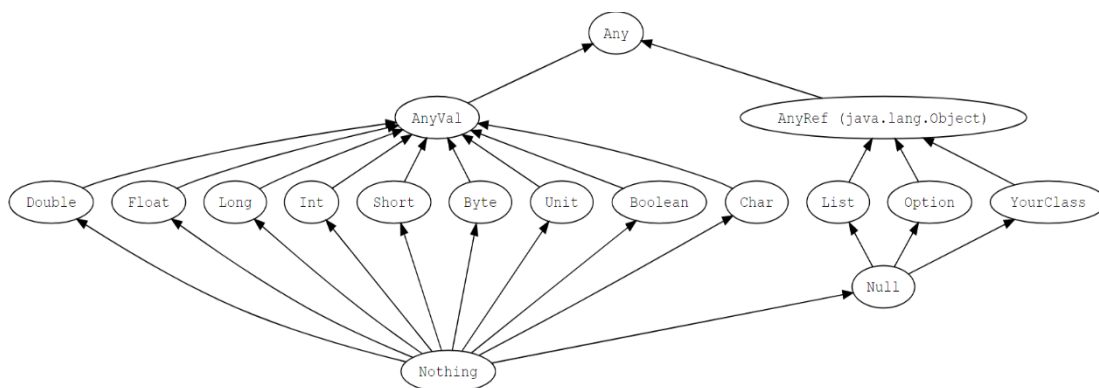 Any
AnyVal
AnyRef (java.lang.Object)
Double
Float
Long
Int
Short
Byte
Unit
Boolean
Char
List
Option
YourClass
Null
Nothing